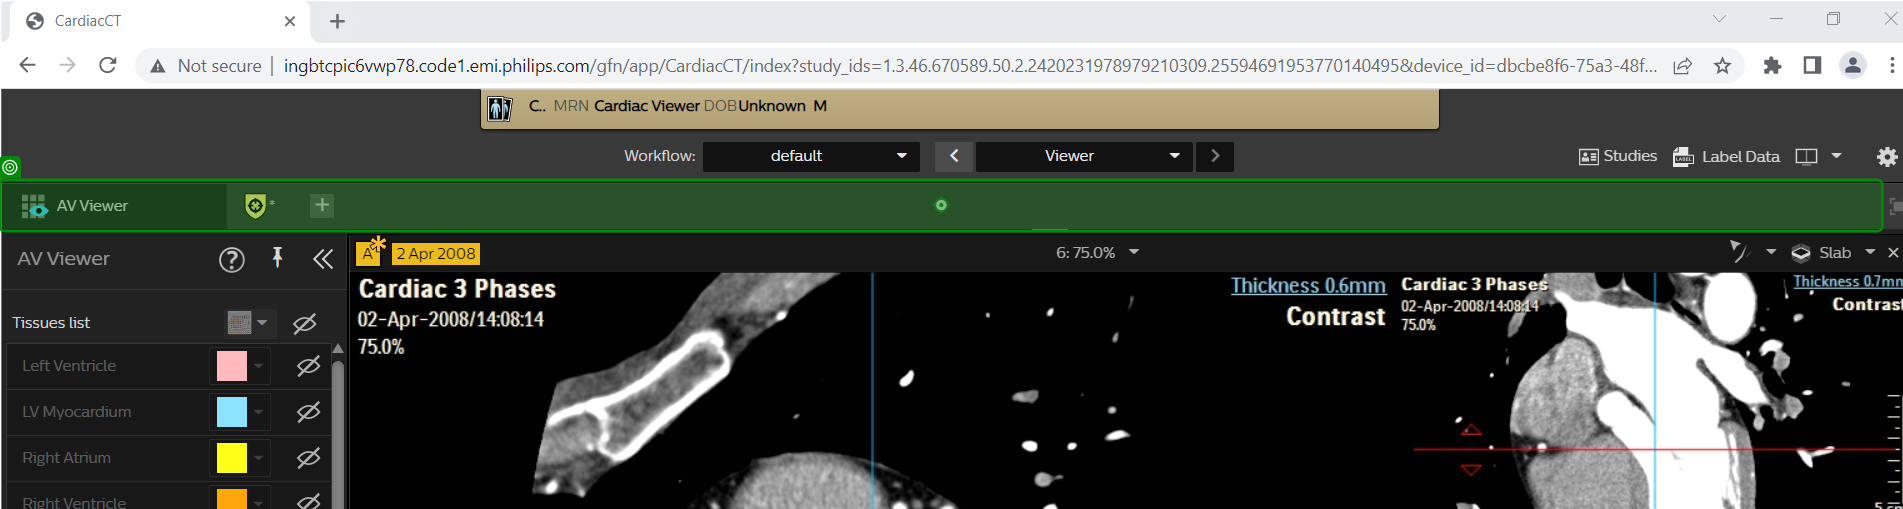 CardiacCT
Not secure ingbtcpic6vwp78.code1.emi.philips.com/gfn/app/CardiacCT/index?study_ids=1.3.46.670589.50.2.2420231978979210309.25594691953770140495&device_id=dbcbe8f6-75a3-48f...
C.. MRN Cardiac Viewer DOB Unknown M
Workflow: default Viewer Studies Label Data
AV Viewer *
AV Viewer A 2 Apr 2008 6: 75.0% Slab
Cardiac 3 Phases Thickness 0.6mm Cardiac 3 Phases Thickness 0.7mm
02-Apr-2008/14:08:14 Contrast 02-Apr-2008/14:08:14 Contrast
75.0% 75.0%
Tissues list
Left Ventricle
LV Myocardium
Right Atrium
Right Ventricle
5 cm